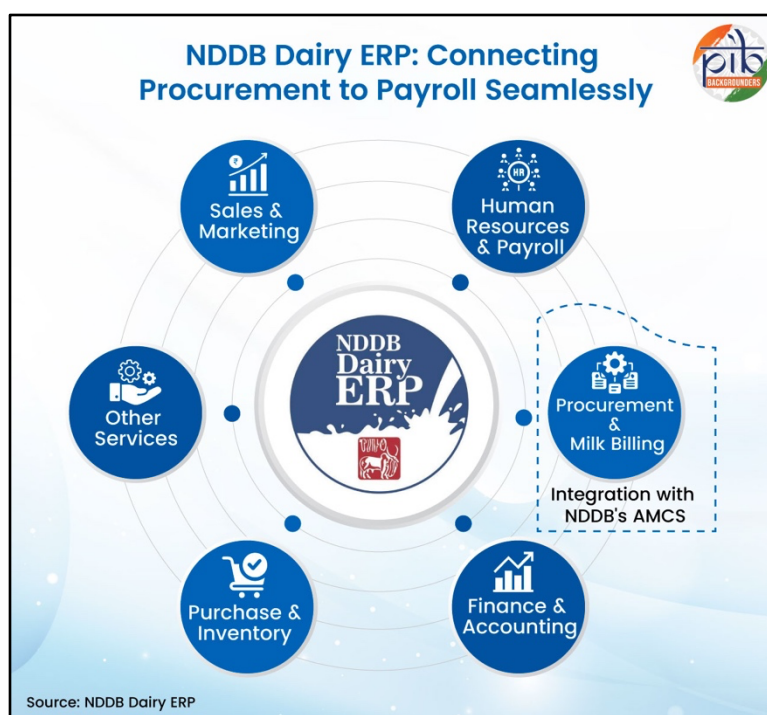 NDDB Dairy ERP: Connecting
Procurement to Payroll Seamlessly
pib
BACKGROUNDERS
Sales &
Marketing
HR
Human
Resources
& Payroll
NDDB
Dairy
ERP
Other
Services
Procurement
&
Milk Billing
Integration with
NDDB's AMCS
Purchase &
Inventory
Finance &
Accounting
Source: NDDB Dairy ERP